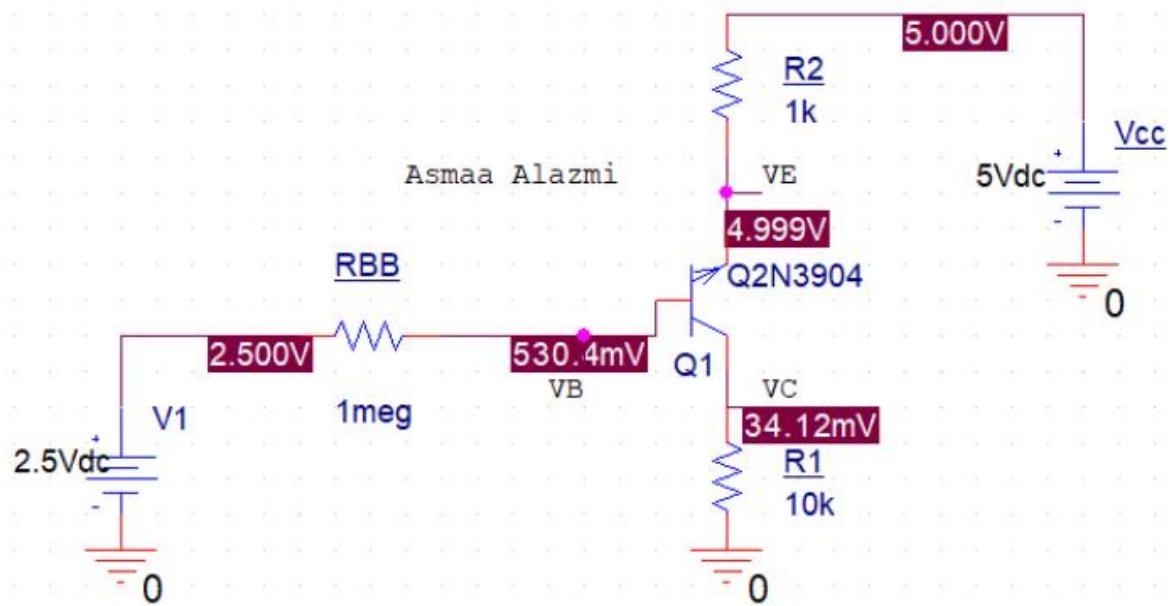 5.000V
R2
1k
Vcc
+
5Vdc
-
Asmaa Alazmi
VE
4.999V
RBB
Q2N3904
0
2.500V
530.4mV
Q1
VB
VC
V1
1meg
34.12mV
+
2.5Vdc
-
R1
10k
0
0